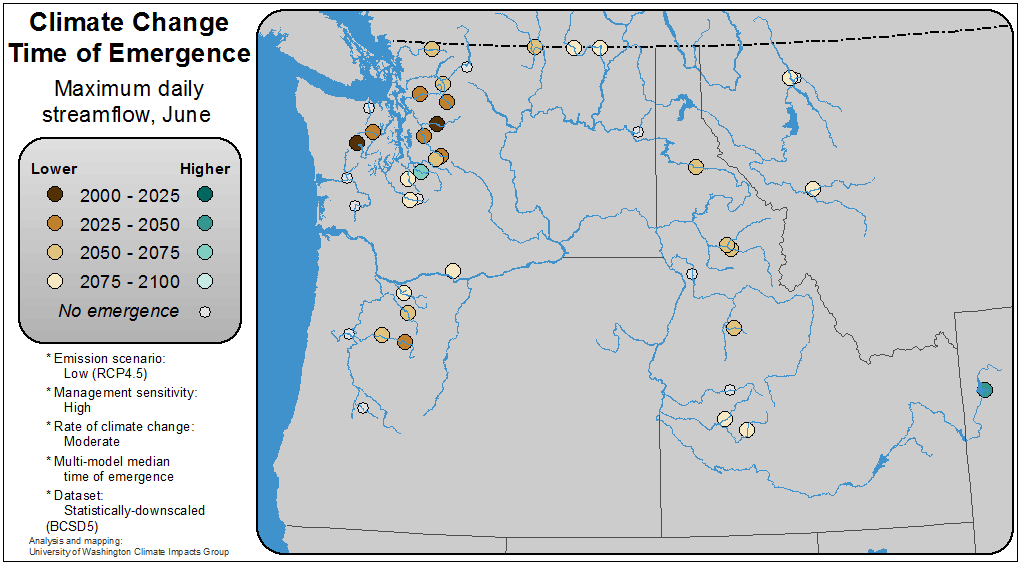 Climate Change
Time of Emergence
Maximum daily
streamflow, June
Lower Higher
2000 - 2025
2025 - 2050
2050 - 2075
2075 - 2100
No emergence
* Emission scenario:
Low (RCP4.5)
* Management sensitivity:
High
* Rate of climate change:
Moderate
* Multi-model median
time of emergence
* Dataset:
Statistically-downscaled
(BCSD5)
Analysis and mapping:
University of Washington Climate Impacts Group